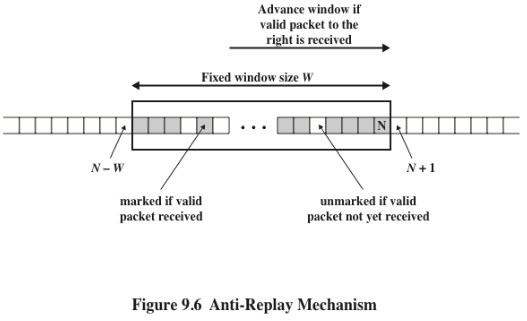 Advance window if
valid packet to the
right is received
Fixed window size W
• • •
N
N – W
N + 1
marked if valid
packet received
unmarked if valid
packet not yet received
Figure 9.6 Anti-Replay Mechanism